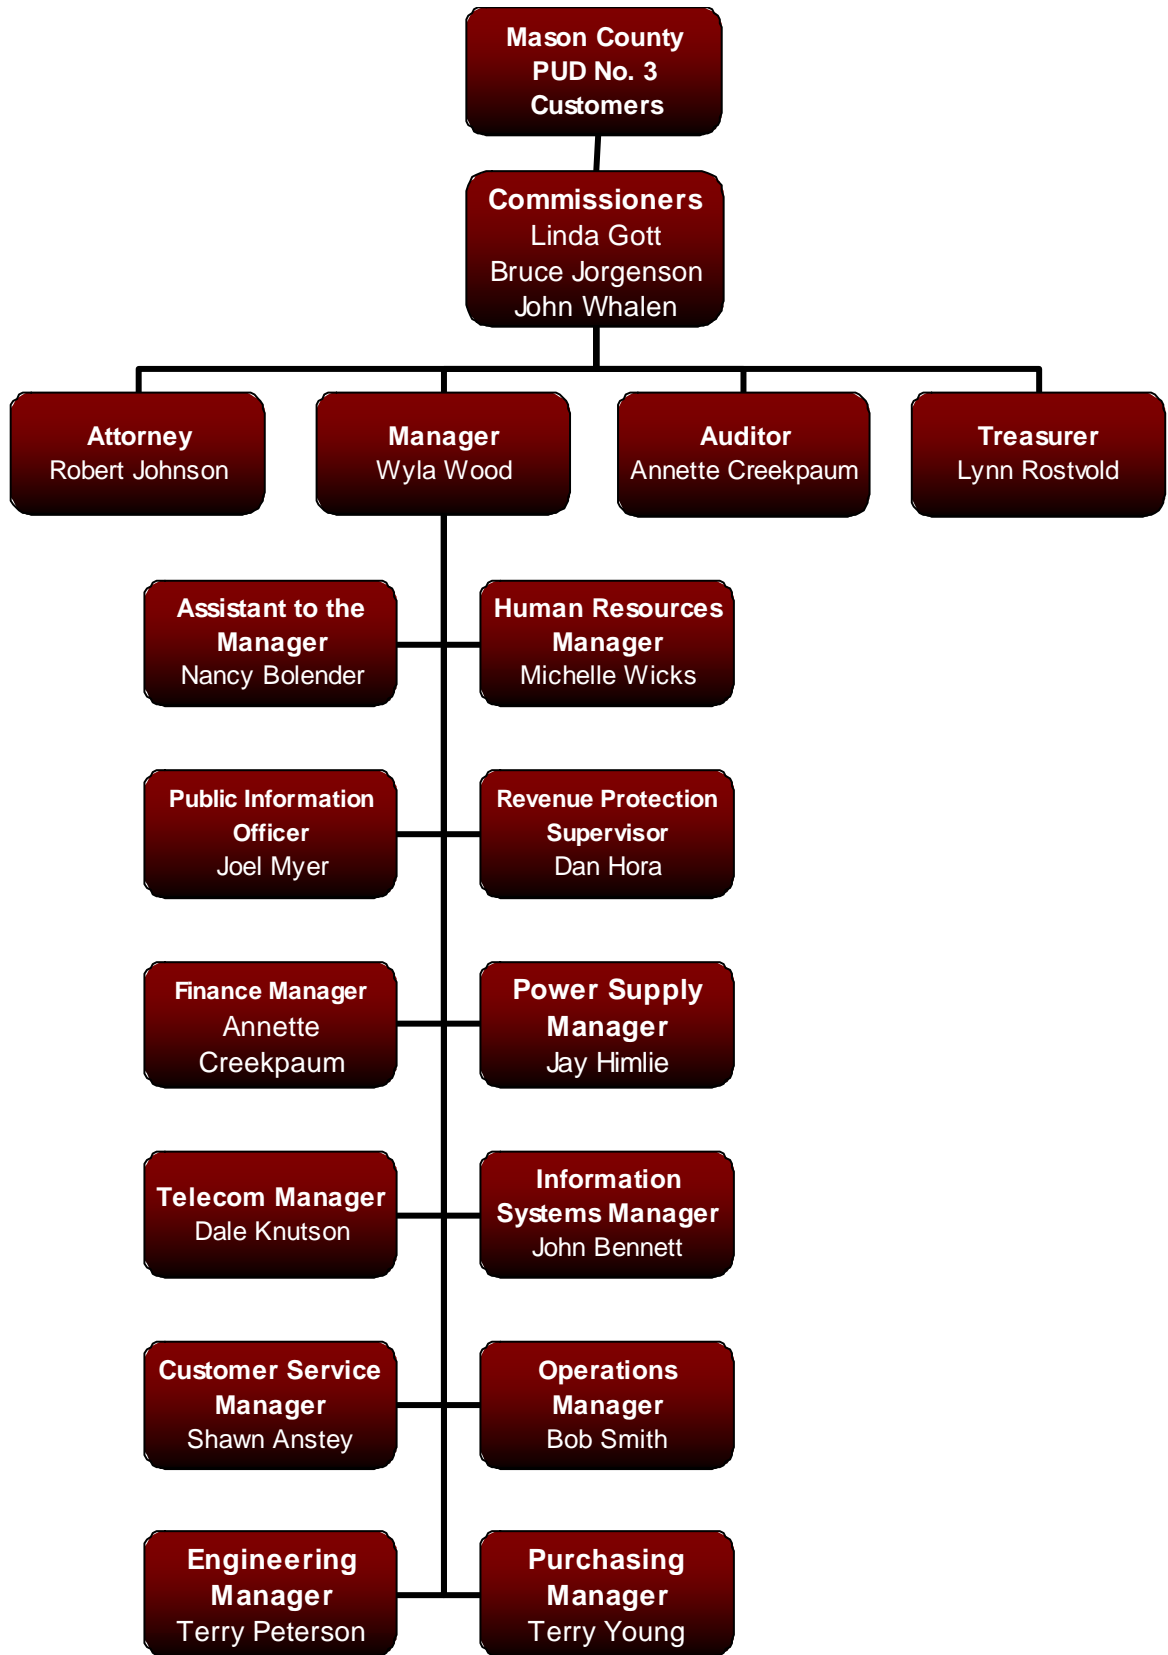 Mason County
PUD No. 3
Customers
Commissioners
Linda Gott
Bruce Jorgenson
John Whalen
Attorney
Robert Johnson
Manager
Wyla Wood
Auditor
Annette Creekpaum
Treasurer
Lynn Rostvold
Assistant to the
Manager
Nancy Bolender
Human Resources
Manager
Michelle Wicks
Public Information
Officer
Joel Myer
Revenue Protection
Supervisor
Dan Hora
Finance Manager
Annette
Creekpaum
Power Supply
Manager
Jay Himlie
Telecom Manager
Dale Knutson
Information
Systems Manager
John Bennett
Customer Service
Manager
Shawn Anstey
Operations
Manager
Bob Smith
Engineering
Manager
Terry Peterson
Purchasing
Manager
Terry Young